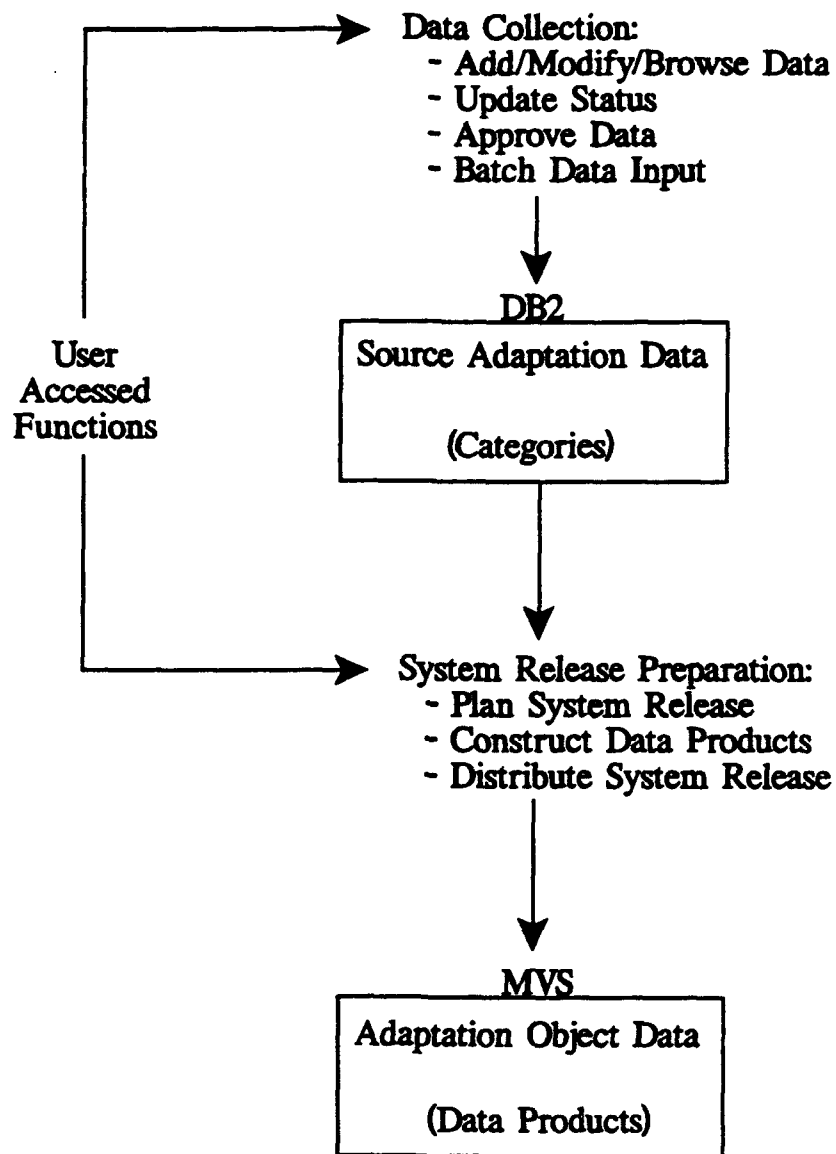 Data Collection:
- Add/Modify/Browse Data
- Update Status
- Approve Data
- Batch Data Input
DB2
Source Adaptation Data
(Categories)
User
Accessed
Functions
System Release Preparation:
- Plan System Release
- Construct Data Products
- Distribute System Release
MVS
Adaptation Object Data
(Data Products)